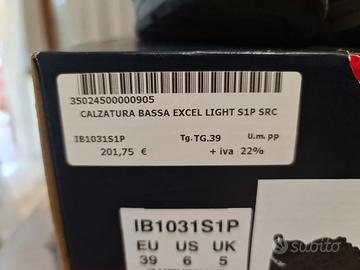 35024500000905
CALZATURA BASSA EXCEL LIGHT S1P SRC
IB1031S1P Tg.TG.39 U.m. pp
201,75 € + iva 22%
IB1031S1P
EU US UK
39 6 5
subito